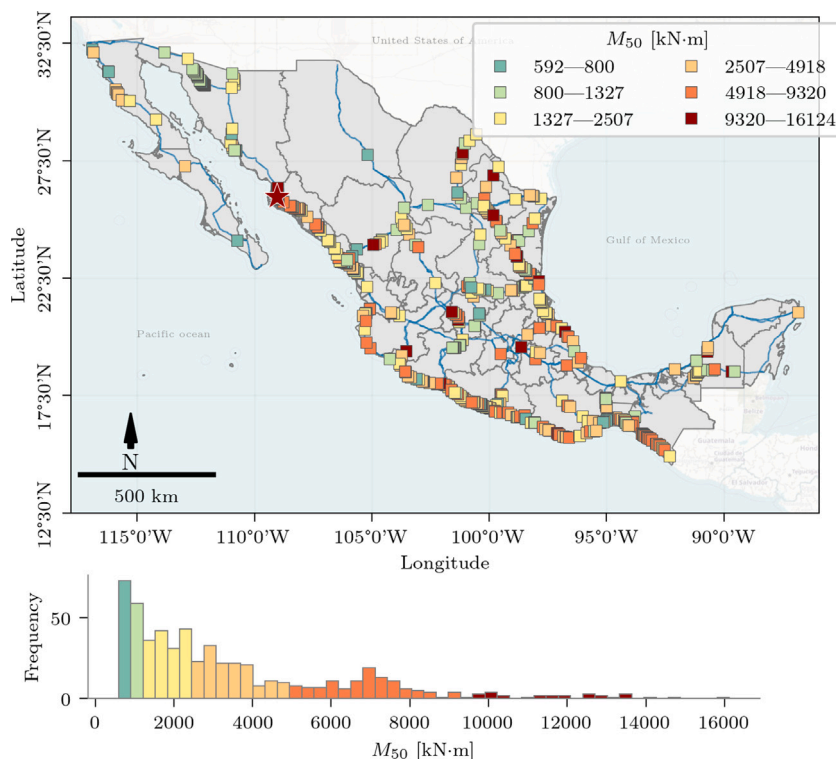 United States of America
M50 [kN·m]
592—800
800—1327
1327—2507
2507—4918
4918—9320
9320—16124
32°30'N
27°30'N
22°30'N
17°30'N
12°30'N
Latitude
Gulf of Mexico
Pacific ocean
Guatemala
El Salvador
N
500 km
115°0'W
110°0'W
105°0'W
100°0'W
95°0'W
90°0'W
Longitude
Frequency
50
0
0
2000
4000
6000
8000
10000
12000
14000
16000
M50 [kN·m]